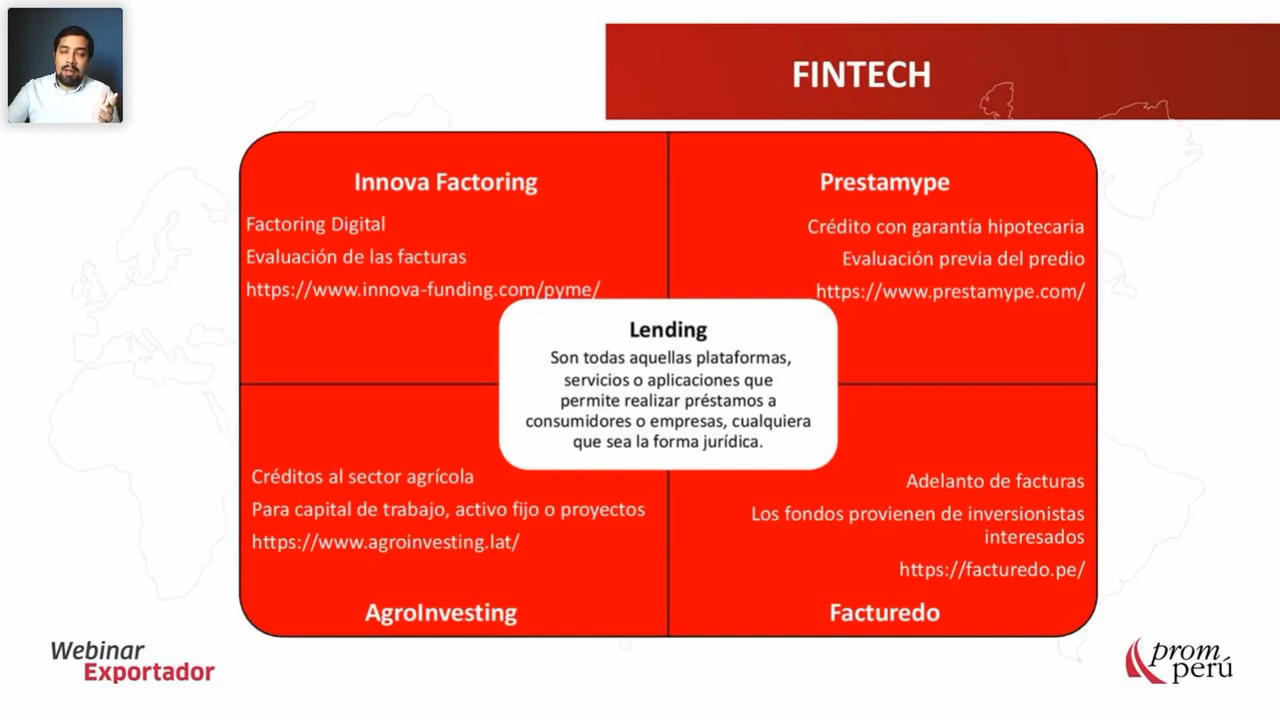 FINTECH
Innova Factoring
Factoring Digital
Evaluación de las facturas
https://www.innova-funding.com/pyme/
Prestamype
Crédito con garantía hipotecaria
Evaluación previa del predio
https://www.prestamype.com/
Lending
Son todas aquellas plataformas,
servicios o aplicaciones que
permite realizar préstamos a
consumidores o empresas, cualquiera
que sea la forma jurídica.
Créditos al sector agrícola
Para capital de trabajo, activo fijo o proyectos
https://www.agroinvesting.lat/
AgroInvesting
Adelanto de facturas
Los fondos provienen de inversionistas
interesados
https://facturedo.pe/
Facturedo
Webinar
Exportador
prom
perú